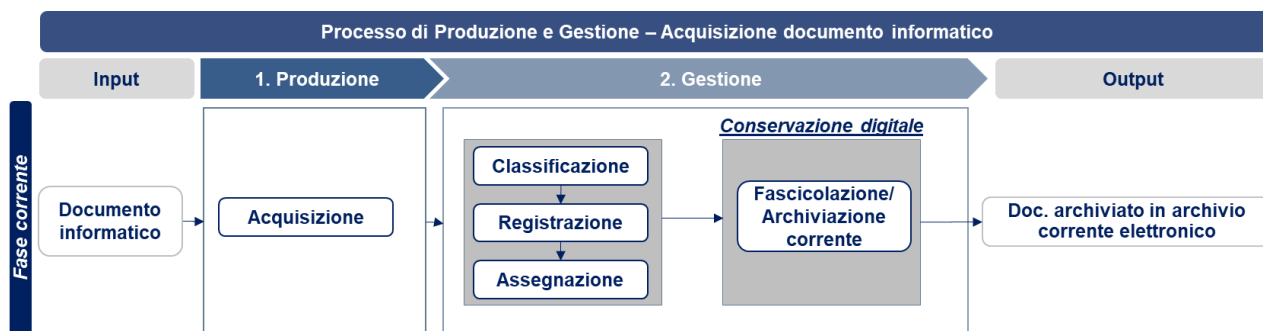 Processo di Produzione e Gestione – Acquisizione documento informatico
Input
1. Produzione
2. Gestione
Output
Fase corrente
Documento
informatico
Acquisizione
Classificazione
Registrazione
Assegnazione
Conservazione digitale
Fascicolazione/
Archiviazione
corrente
Doc. archiviato in archivio
corrente elettronico